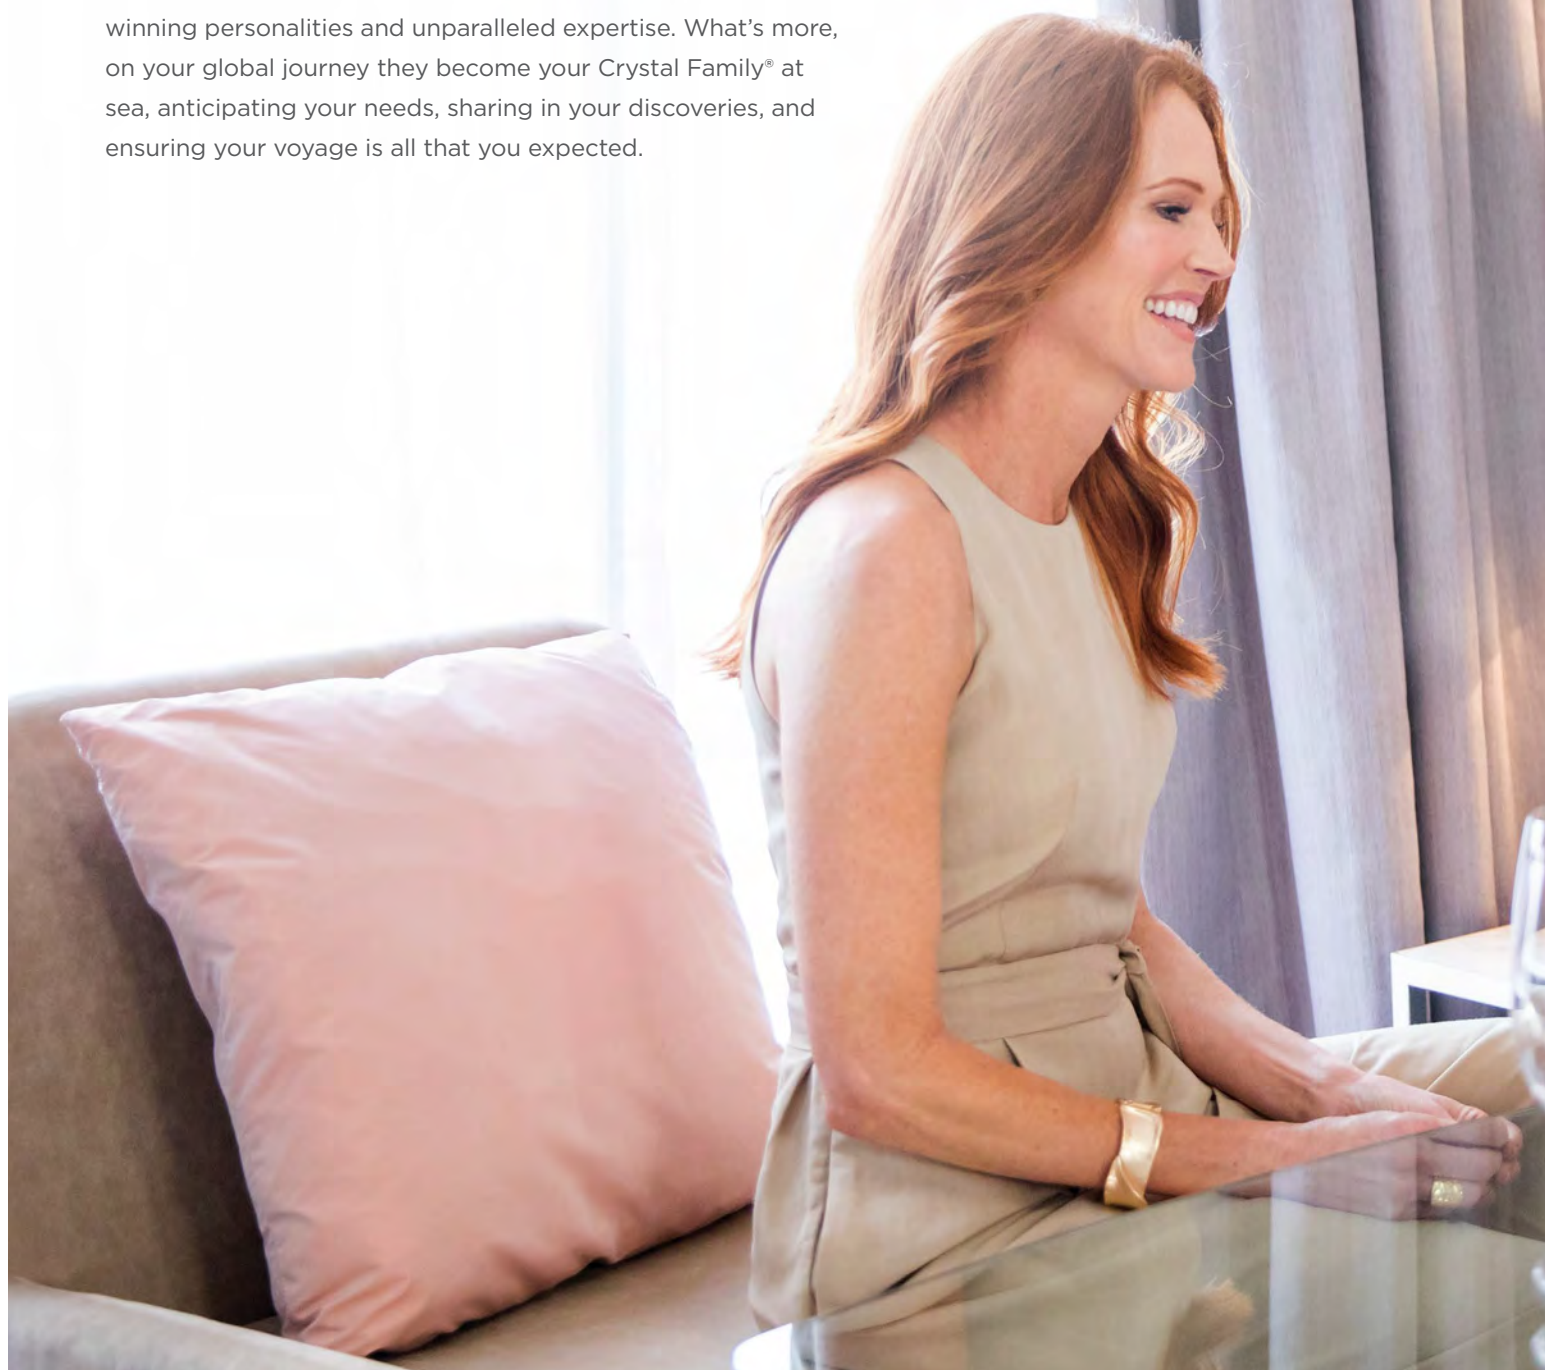 winning personalities and unparalleled expertise. What’s more,
on your global journey they become your Crystal Family® at
sea, anticipating your needs, sharing in your discoveries, and
ensuring your voyage is all that you expected.